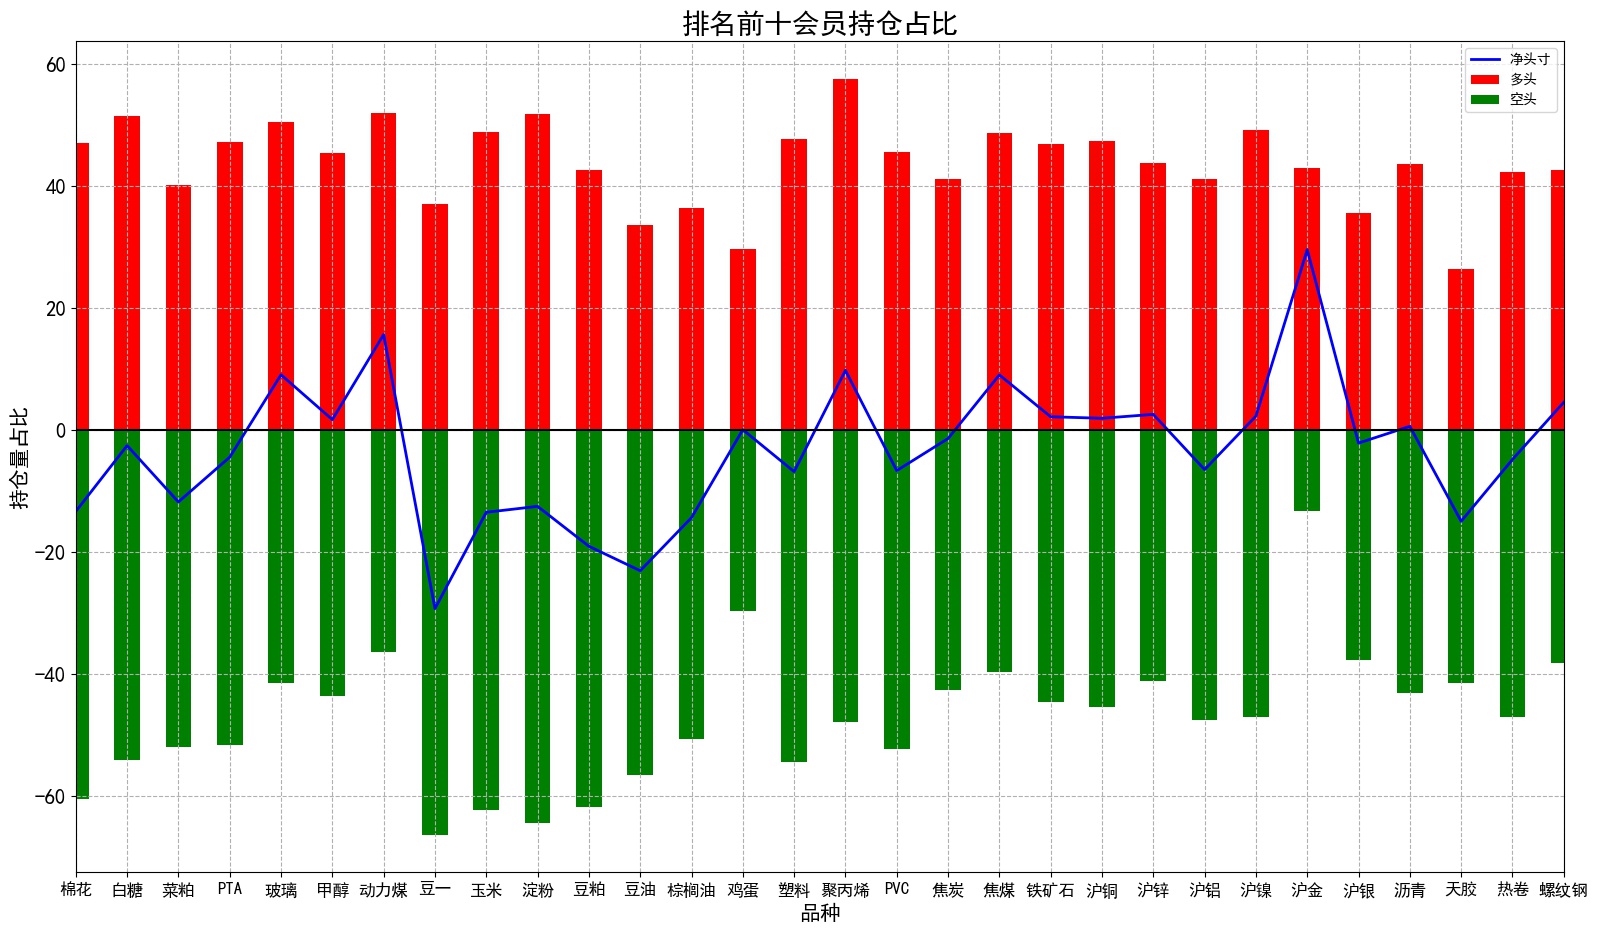 排名前十会员持仓占比
净头寸
多头
空头
60
40
20
0
−20
−40
−60
持仓量占比
棉花 白糖 菜粕 PTA 玻璃 甲醇 动力煤 豆一 玉米 淀粉 豆粕 豆油 棕榈油 鸡蛋 塑料 聚丙烯 PVC 焦炭 焦煤 铁矿石 沪铜 沪锌 沪铝 沪镍 沪金 沪银 沥青 天胶 热卷 螺纹钢
品种